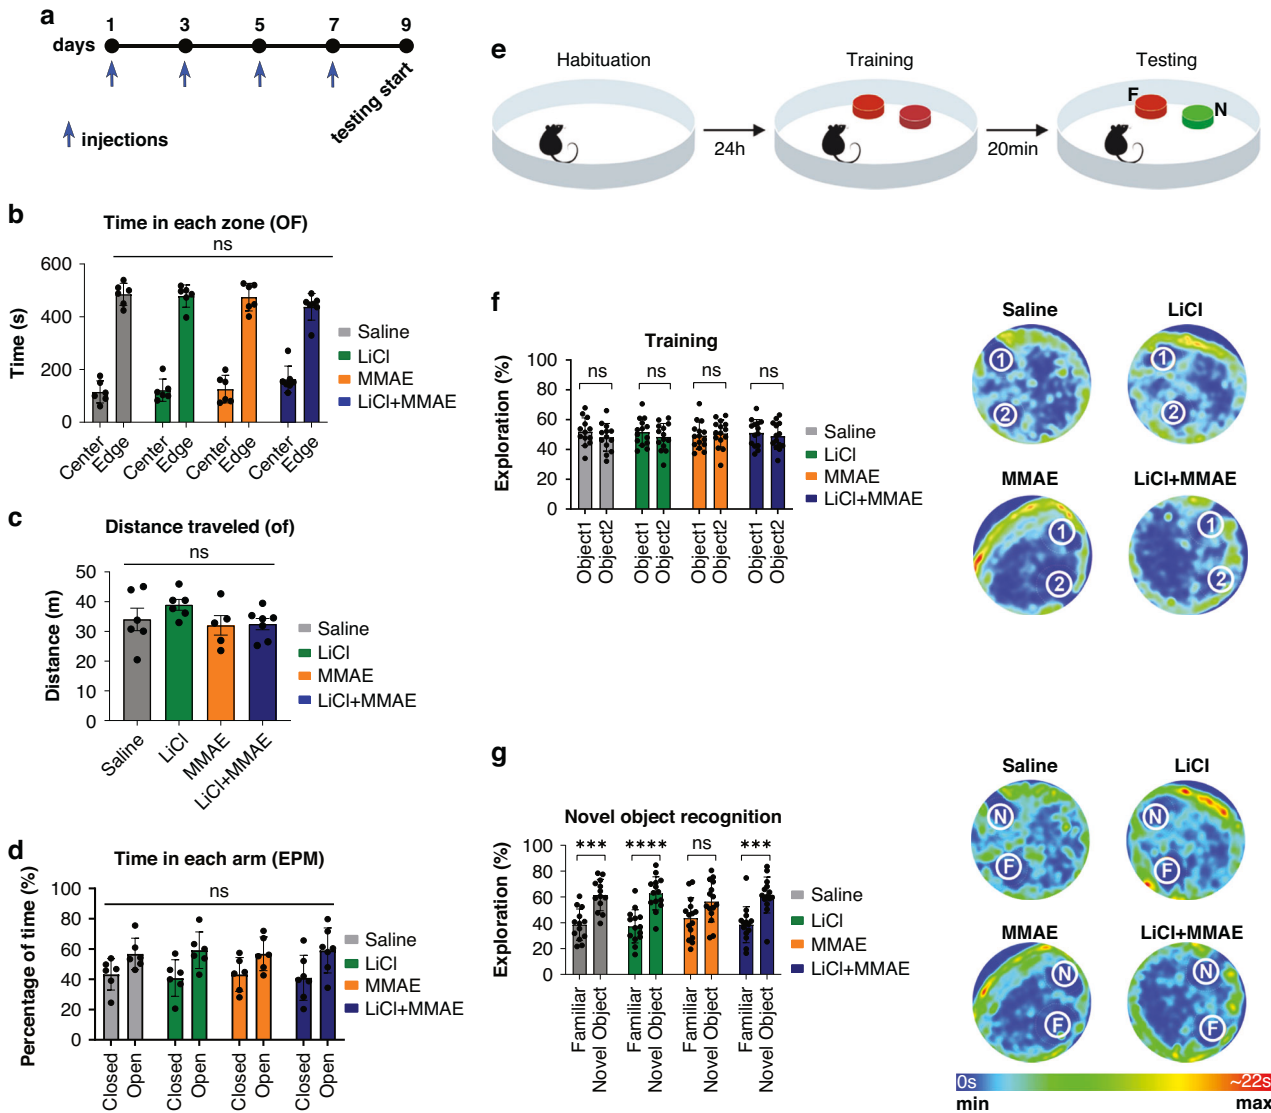 a
1 3 5 7 9
days
testing start
injections
b
Time in each zone (OF)
ns
600
400
200
0
Time (s)
Center Edge Center Edge Center Edge Center Edge
Saline
LiCl
MMAE
LiCl+MMAE
c
Distance traveled (of)
ns
50
40
30
20
10
0
Distance (m)
Saline LiCl MMAE LiCl+MMAE
Saline
LiCl
MMAE
LiCl+MMAE
d
Time in each arm (EPM)
ns
100
80
60
40
20
0
Percentage of time (%)
Closed Open Closed Open Closed Open Closed Open
Saline
LiCl
MMAE
LiCl+MMAE
e
Habituation Training Testing
F N
24h 20min
f
Training
100
80
60
40
20
0
Exploration (%)
ns ns ns ns
Object1 Object2 Object1 Object2 Object1 Object2 Object1 Object2
Saline
LiCl
MMAE
LiCl+MMAE
Saline LiCl
1 1
2 2
MMAE LiCl+MMAE
1 1
2 2
g
Novel object recognition
100
80
60
40
20
0
Exploration (%)
*** **** ns ***
Familiar Novel Object Familiar Novel Object Familiar Novel Object Familiar Novel Object
Saline
LiCl
MMAE
LiCl+MMAE
Saline LiCl
N N
F F
MMAE LiCl+MMAE
N N
F F
0s ~22s
min max